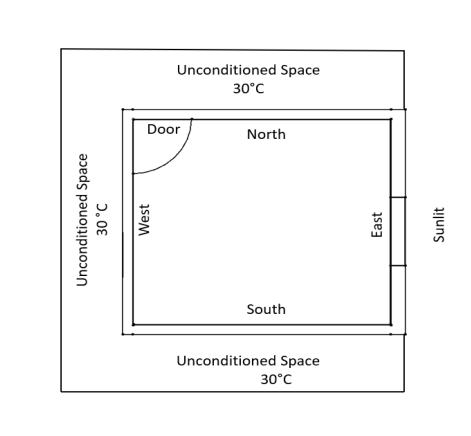 Unconditioned Space
30°C
Door
North
Unconditioned Space
30 °C
West
East
Sunlit
South
Unconditioned Space
30°C